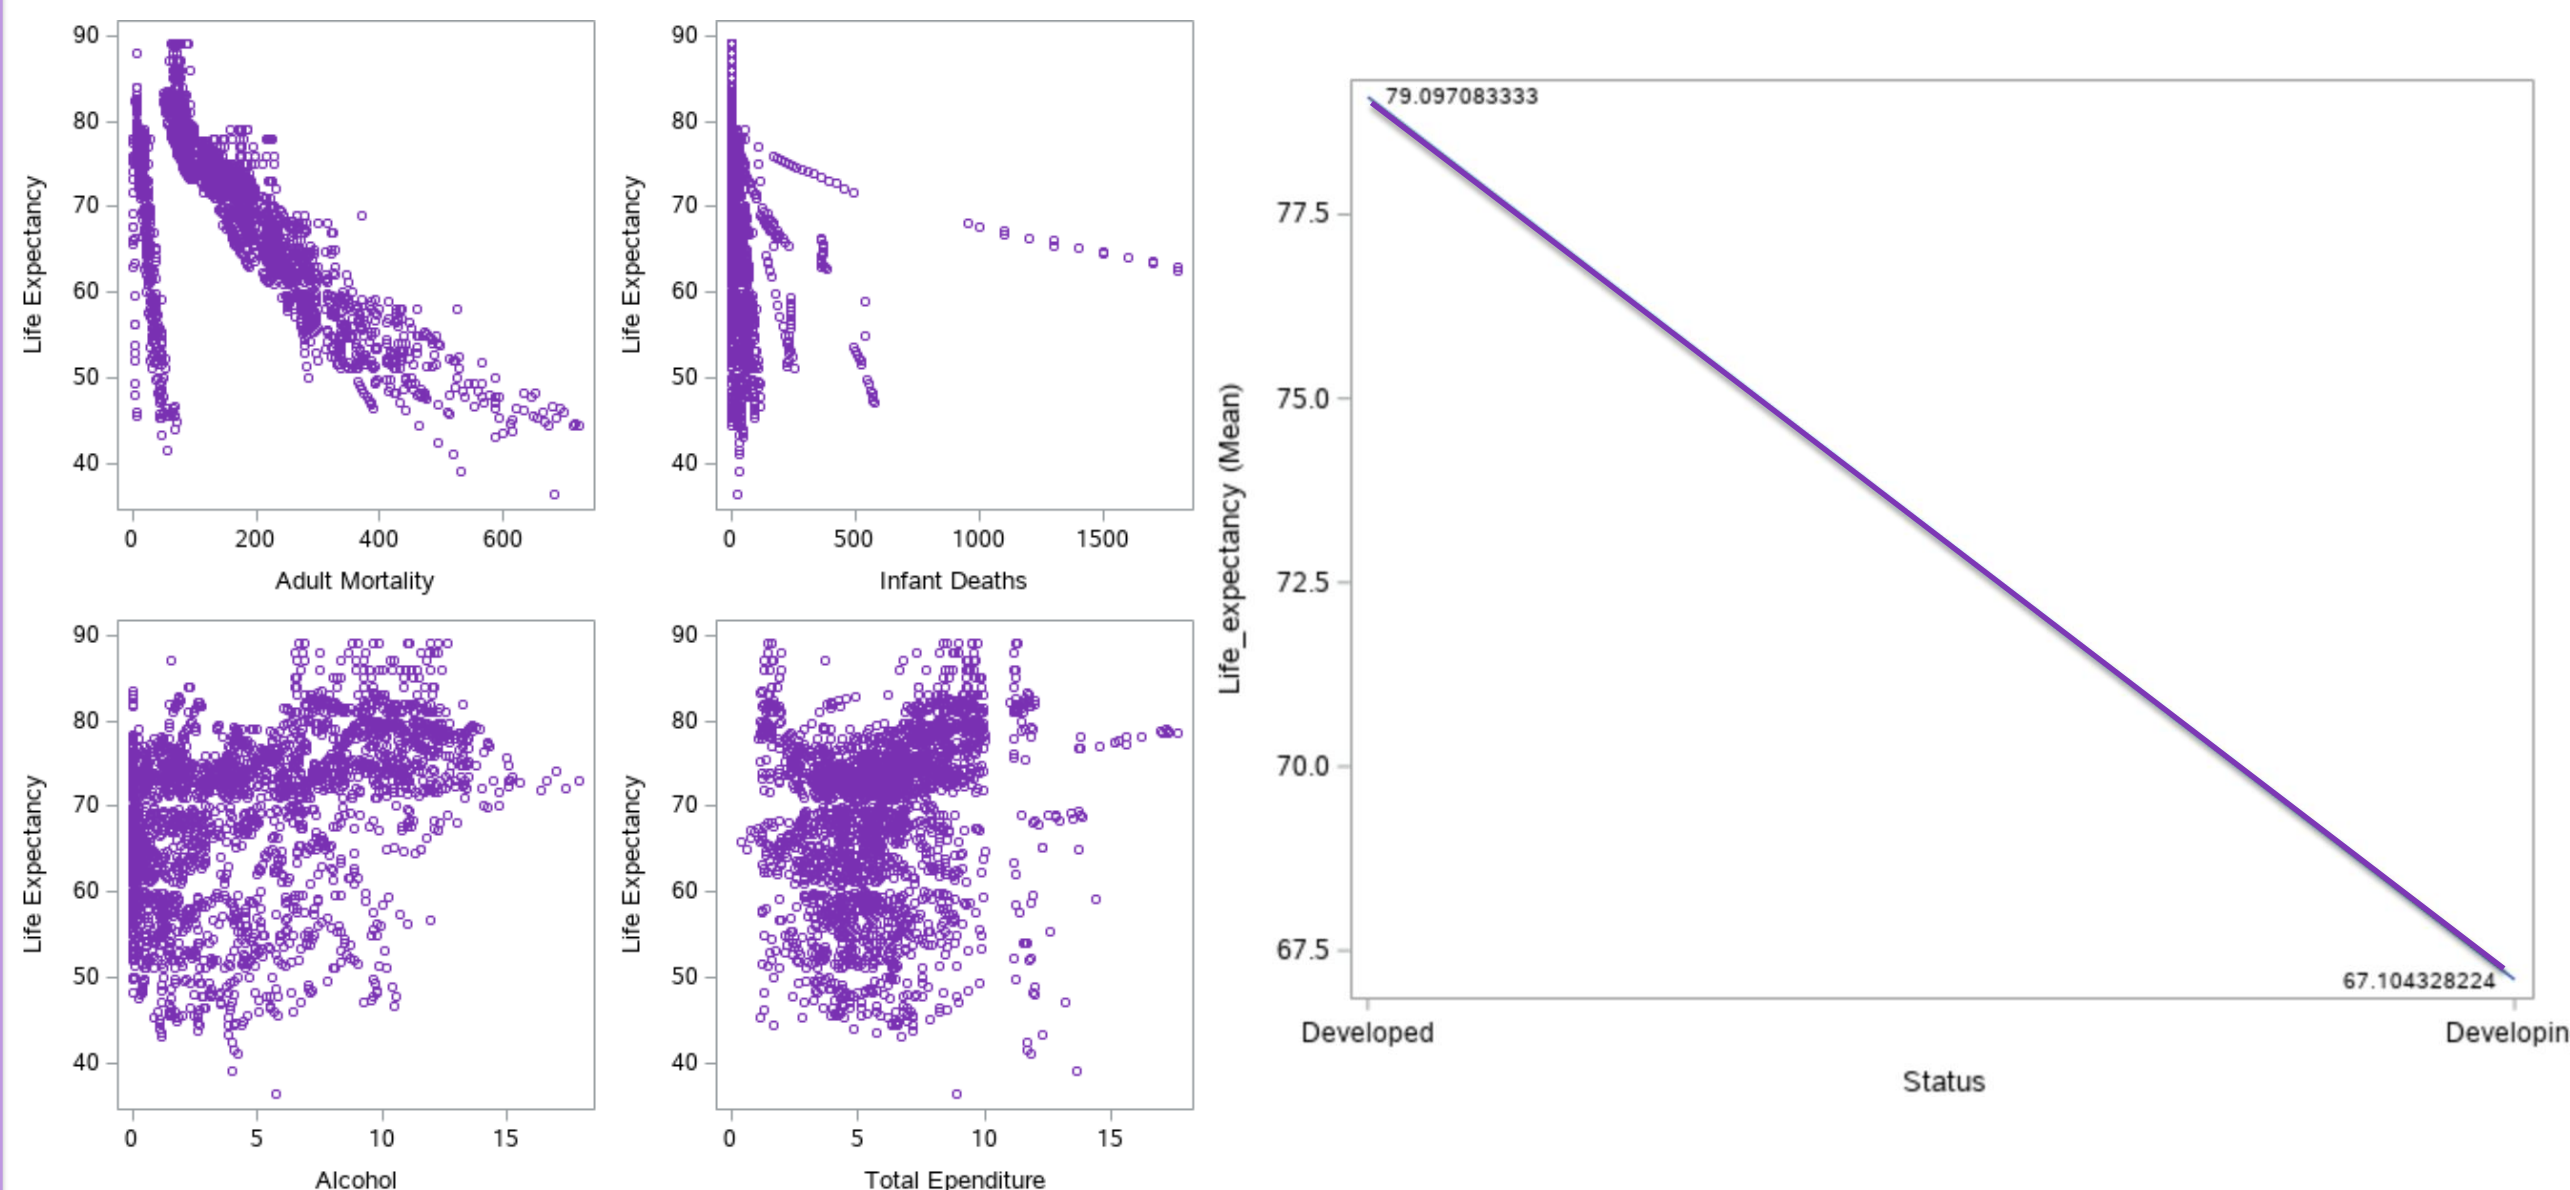 90
80
70
60
50
40
Life Expectancy
0 200 400 600
Adult Mortality
90
80
70
60
50
40
Life Expectancy
0 500 1000 1500
Infant Deaths
90
80
70
60
50
40
Life Expectancy
0 5 10 15
Alcohol
90
80
70
60
50
40
Life Expectancy
0 5 10 15
Total Ependiture
79.097083333
77.5
75.0
72.5
70.0
67.5
Life_expectancy (Mean)
67.104328224
Developed Developin
Status